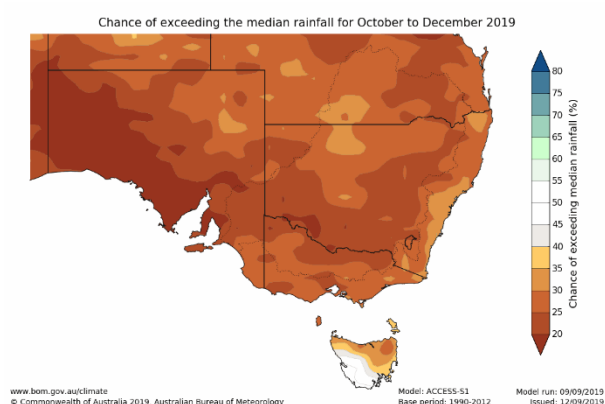 Chance of exceeding the median rainfall for October to December 2019
80
75
70
65
60
55
50
45
40
35
30
25
20
Chance of exceeding median rainfall (%)
www.bom.gov.au/climate
© Commonwealth of Australia 2019, Australian Bureau of Meteorology
Model: ACCESS-S1
Base period: 1990-2012
Model run: 09/09/2019
Issued: 12/09/2019